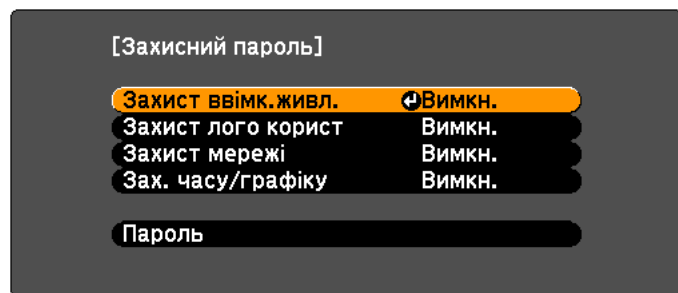 [Захисний пароль]
Захист ввімк.живл. Вимкн.
Захист лого корист Вимкн.
Захист мережі Вимкн.
Зах. часу/графіку Вимкн.
Пароль